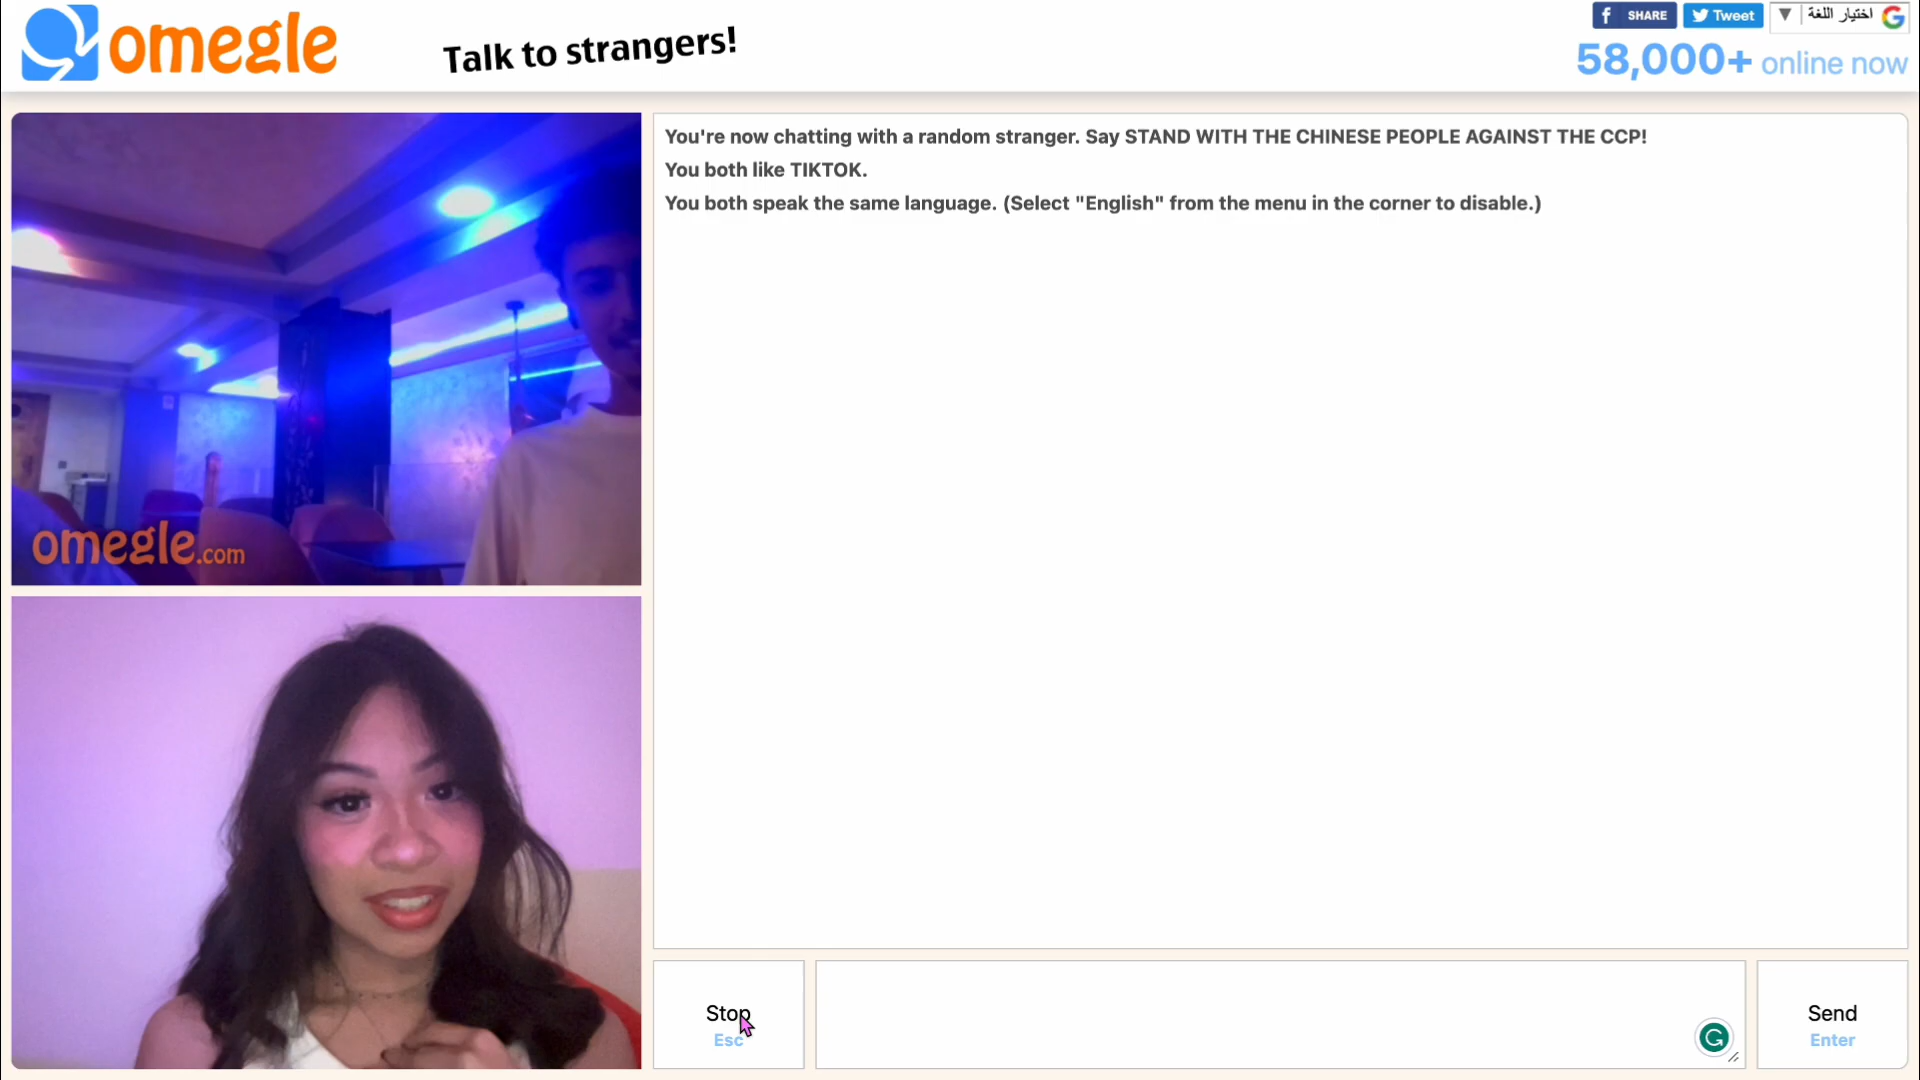 omegle
Talk to strangers!
f SHARE
Tweet
▼ اختيار اللغة
58,000+ online now
You're now chatting with a random stranger. Say STAND WITH THE CHINESE PEOPLE AGAINST THE CCP!
You both like TIKTOK.
You both speak the same language. (Select "English" from the menu in the corner to disable.)
omegle.com
Stop
Esc
Send
Enter